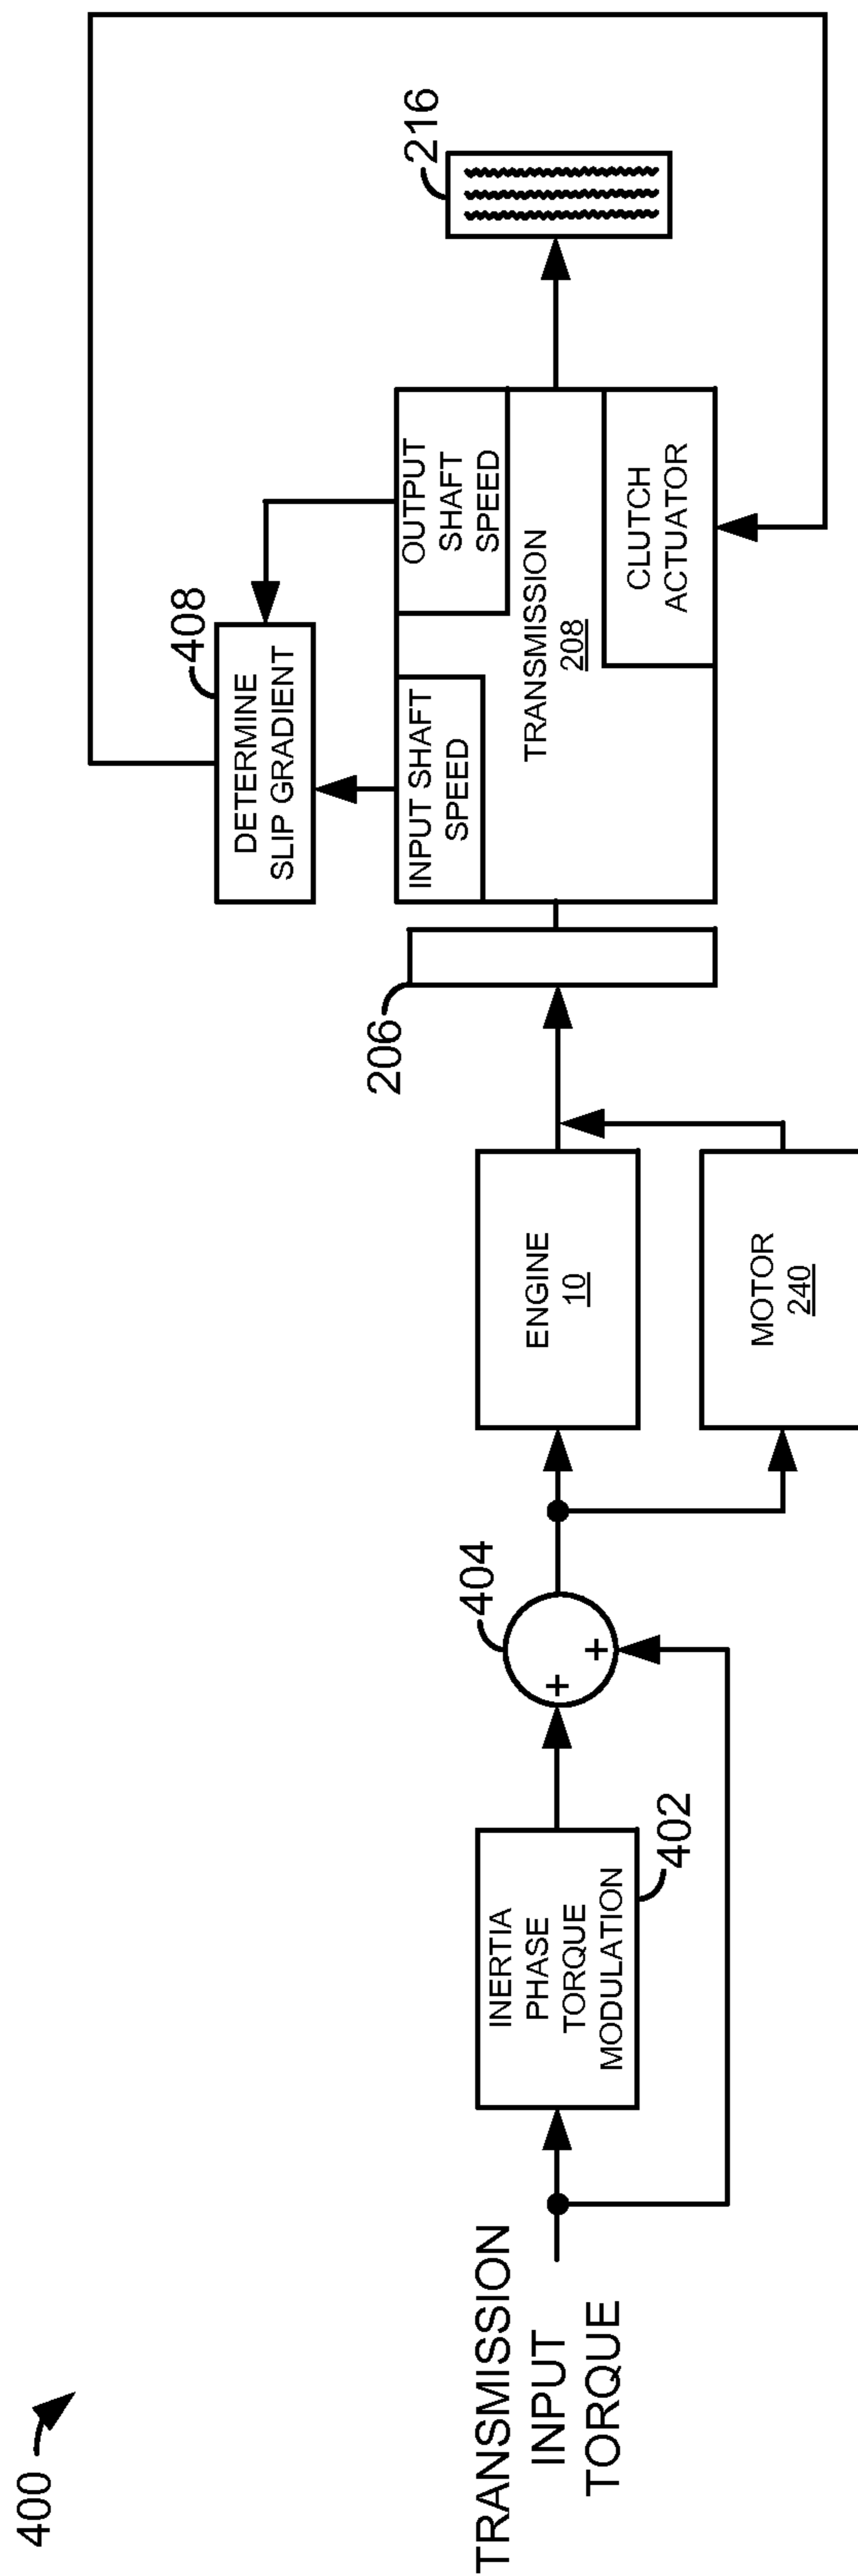 400
TRANSMISSION
INPUT
TORQUE
INERTIA
PHASE
TORQUE
MODULATION
402
404
+
+
ENGINE
10
MOTOR
240
206
DETERMINE
SLIP GRADIENT
408
INPUT SHAFT
SPEED
OUTPUT
SHAFT
SPEED
TRANSMISSION
208
CLUTCH
ACTUATOR
216